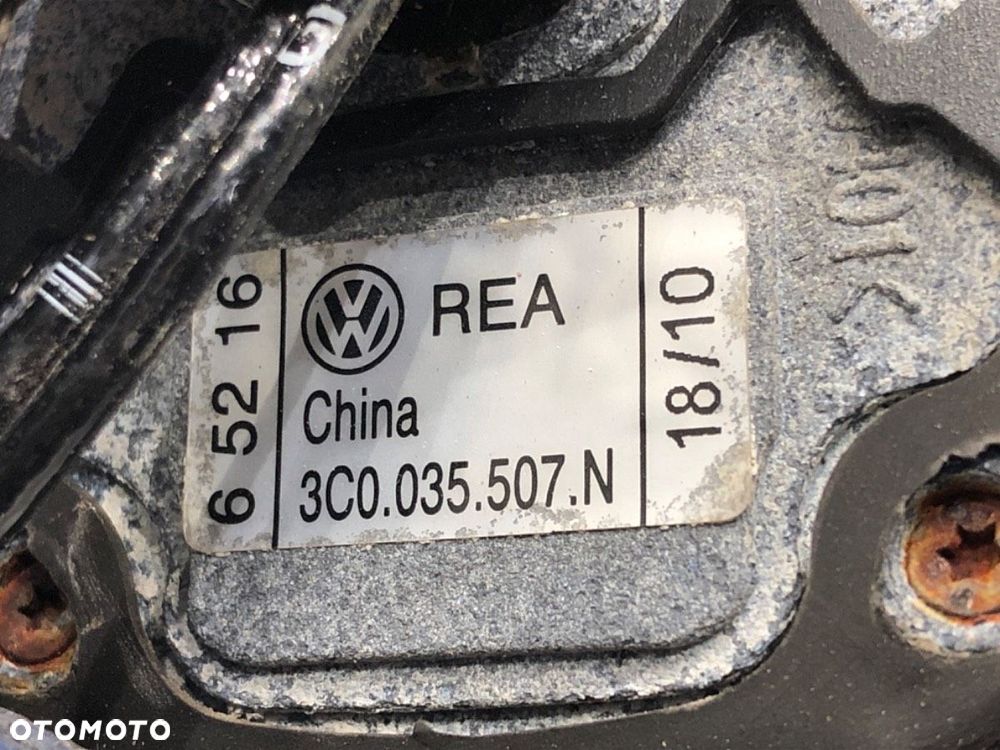 6 52 16
REA
China
3C0.035.507.N
18/10
OTOMOTO